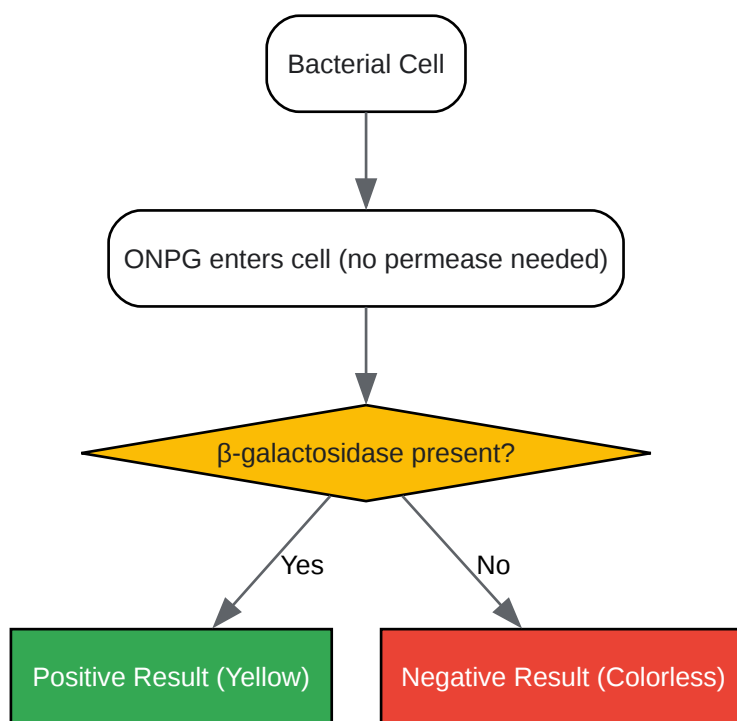 Bacterial Cell
ONPG enters cell (no permease needed)
β-galactosidase present?
Yes
No
Positive Result (Yellow)
Negative Result (Colorless)